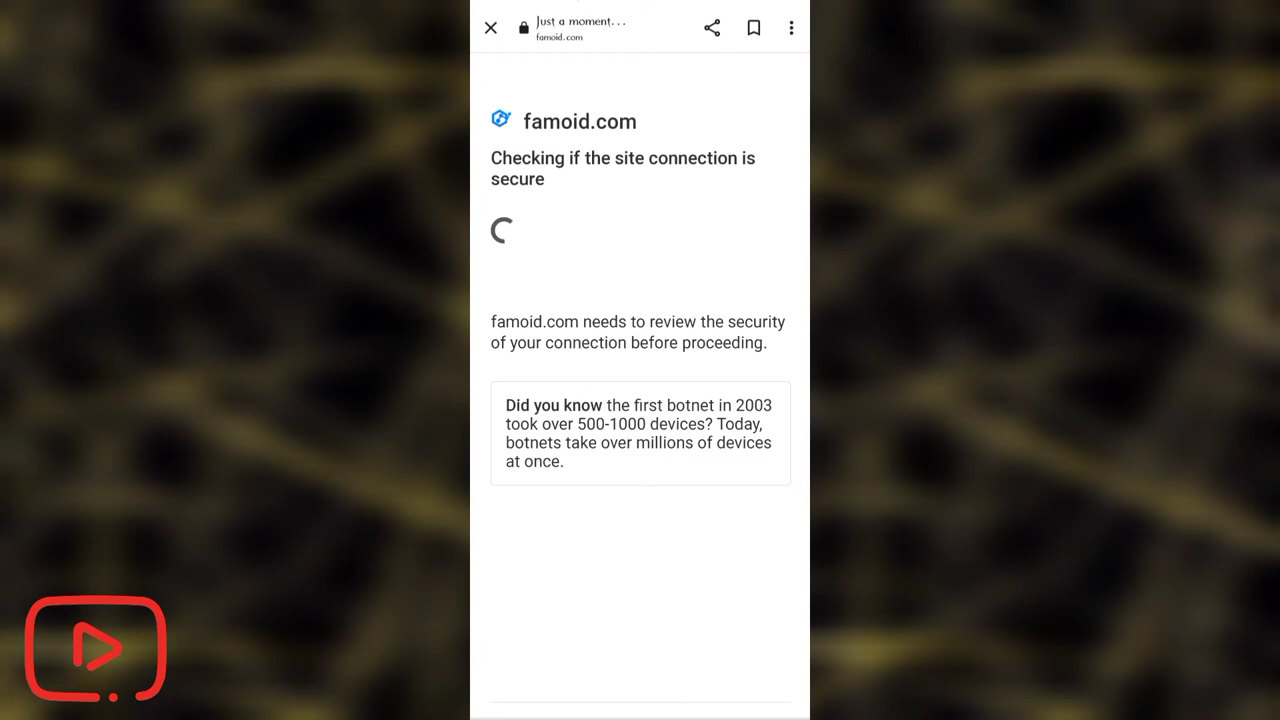 Just a moment...
famoid.com
famoid.com
Checking if the site connection is
secure
famoid.com needs to review the security
of your connection before proceeding.
Did you know the first botnet in 2003
took over 500-1000 devices? Today,
botnets take over millions of devices
at once.